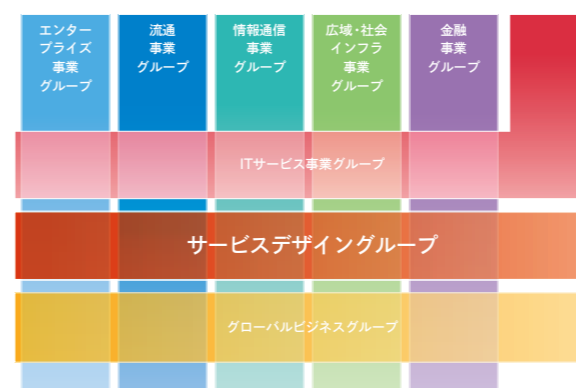 エンター
プライズ
事業
グループ
流通
事業
グループ
情報通信
事業
グループ
広域・社会
インフラ
事業
グループ
金融
事業
グループ
ITサービス事業グループ
サービスデザイングループ
グローバルビジネスグループ